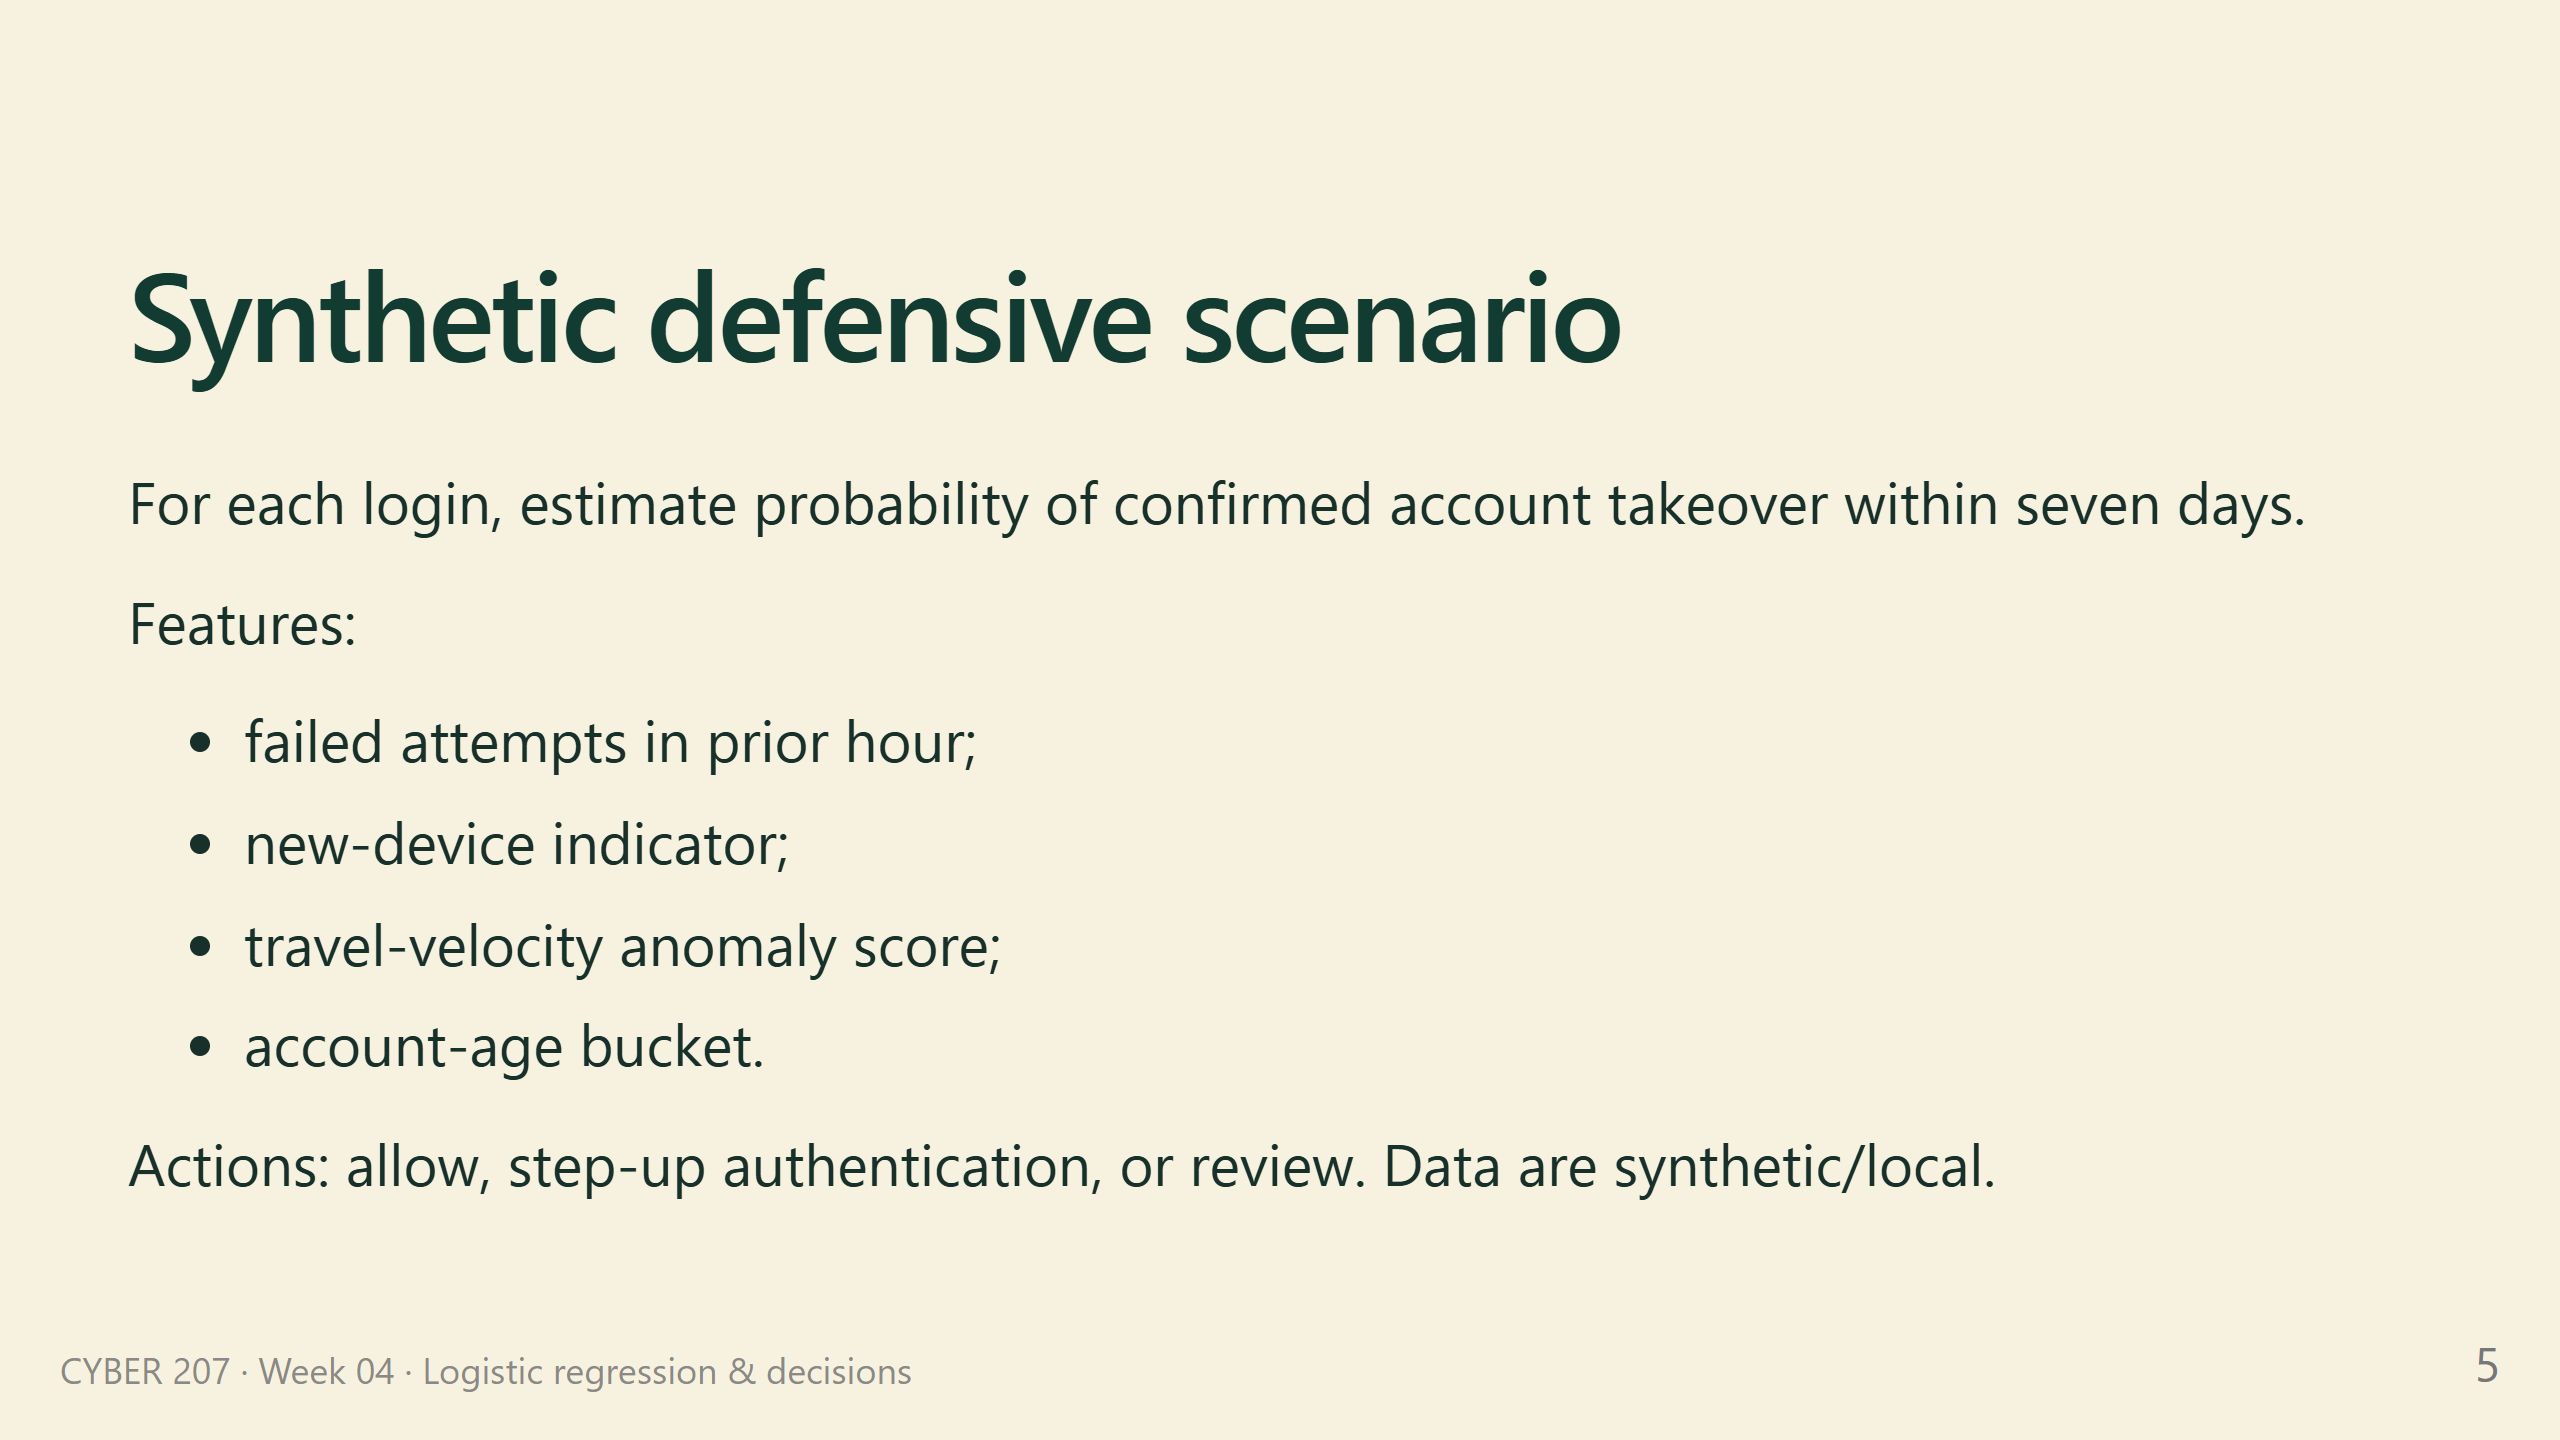 Synthetic defensive scenario
For each login, estimate probability of confirmed account takeover within seven days.
Features:
• failed attempts in prior hour;
• new-device indicator;
• travel-velocity anomaly score;
• account-age bucket.
Actions: allow, step-up authentication, or review. Data are synthetic/local.
CYBER 207 · Week 04 · Logistic regression & decisions
5